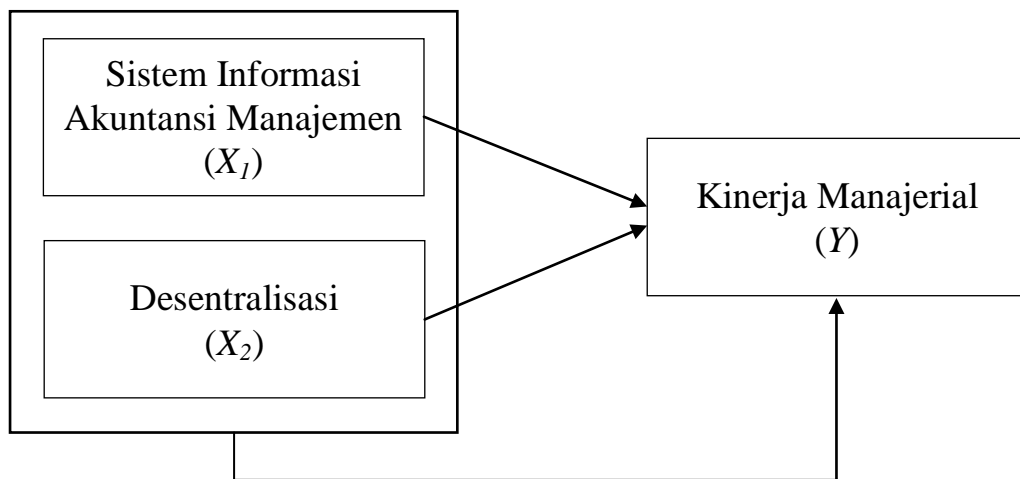 Sistem Informasi
Akuntansi Manajemen
(X1)
Kinerja Manajerial
(Y)
Desentralisasi
(X2)